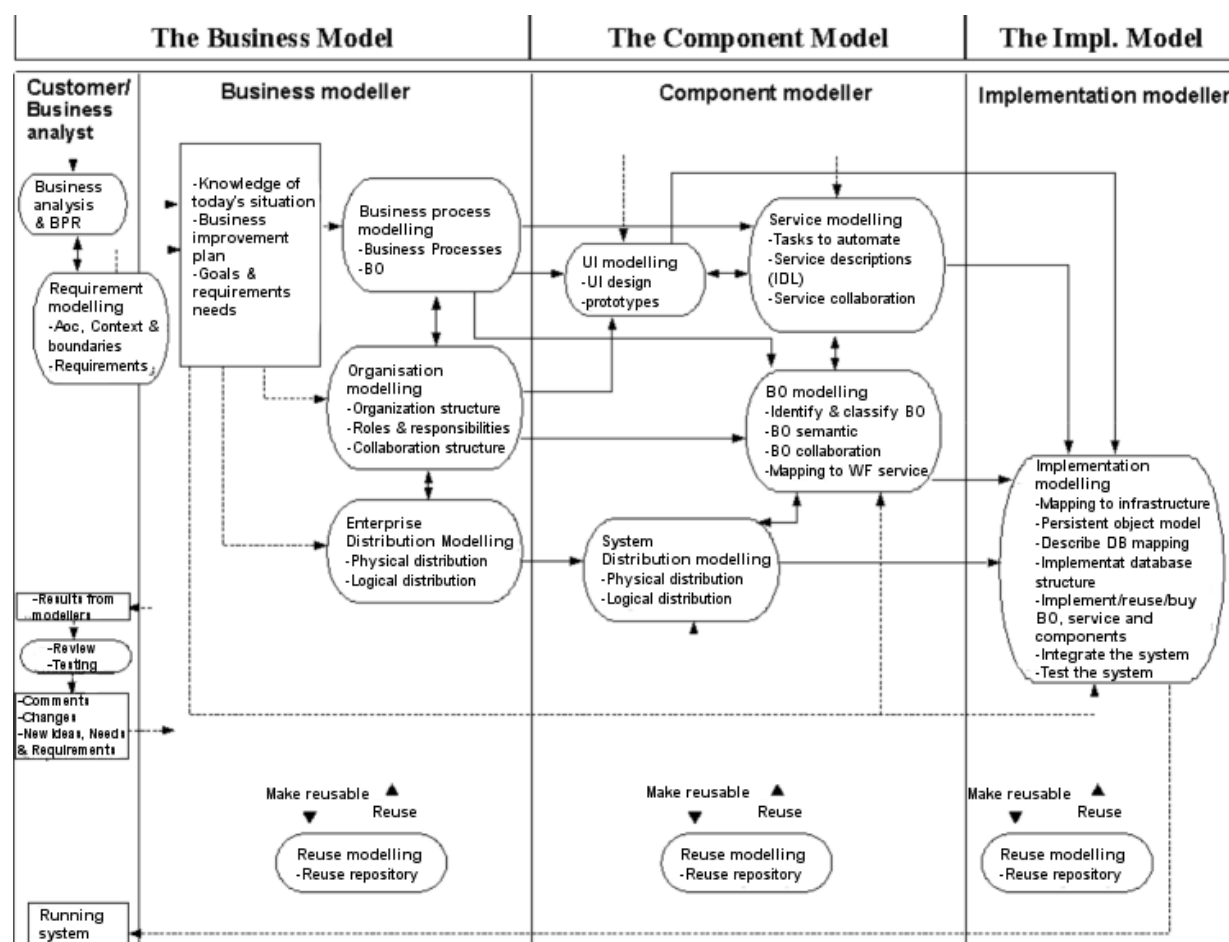 The Business Model
The Component Model
The Impl. Model
Customer/
Business
analyst
Business modeller
Component modeller
Implementation modeller
Business
analysis
& BPR
Requirement
modelling
-Aoc, Context &
boundaries
-Requirements
-Knowledge of
today's situation
-Business
improvement
plan
-Goals &
requirements
needs
Business process
modelling
-Business Processes
-BO
Organisation
modelling
-Organization structure
-Roles & responsibilities
-Collaboration structure
Enterprise
Distribution Modelling
-Physical distribution
-Logical distribution
UI modelling
-UI design
-prototypes
Service modelling
-Tasks to automate
-Service descriptions
(IDL)
-Service collaboration
BO modelling
-Identify & classify BO
-BO semantic
-BO collaboration
-Mapping to WF service
System
Distribution modelling
-Physical distribution
-Logical distribution
Implementation
modelling
-Mapping to infrastructure
-Persistent object model
-Describe DB mapping
-Implementat database
structure
-Implement/reuse/buy
BO, service and
components
-Integrate the system
-Test the system
-Results from
modellers
-Review
-Testing
-Comments
-Changes
-New Ideas, Needs
& Requirements
Make reusable
Reuse
Reuse modelling
-Reuse repository
Make reusable
Reuse
Reuse modelling
-Reuse repository
Make reusable
Reuse
Reuse modelling
-Reuse repository
Running
system